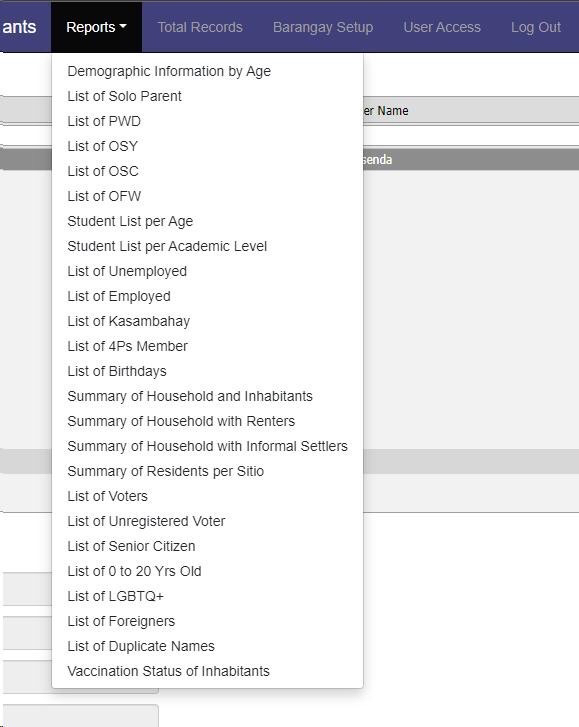 ants Reports Total Records Barangay Setup User Access Log Out
Demographic Information by Age
List of Solo Parent
er Name
List of PWD
List of OSY
senda
List of OSC
List of OFW
Student List per Age
Student List per Academic Level
List of Unemployed
List of Employed
List of Kasambahay
List of 4Ps Member
List of Birthdays
Summary of Household and Inhabitants
Summary of Household with Renters
Summary of Household with Informal Settlers
Summary of Residents per Sitio
List of Voters
List of Unregistered Voter
List of Senior Citizen
List of 0 to 20 Yrs Old
List of LGBTQ+
List of Foreigners
List of Duplicate Names
Vaccination Status of Inhabitants